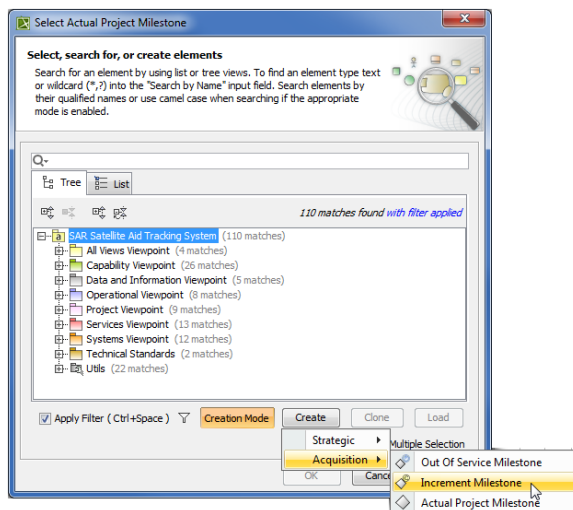 Select Actual Project Milestone
Select, search for, or create elements
Search for an element by using list or tree views. To find an element type text
or wildcard (*,?) into the "Search by Name" input field. Search elements by
their qualified names or use camel case when searching if the appropriate
mode is enabled.
Tree List
110 matches found with filter applied
SAR Satellite Aid Tracking System (110 matches)
All Views Viewpoint (4 matches)
Capability Viewpoint (26 matches)
Data and Information Viewpoint (5 matches)
Operational Viewpoint (8 matches)
Project Viewpoint (9 matches)
Services Viewpoint (13 matches)
Systems Viewpoint (12 matches)
Technical Standards (2 matches)
Utils (22 matches)
Apply Filter ( Ctrl+Space ) Creation Mode Create Clone Load
Strategic Multiple Selection
Acquisition Out Of Service Milestone
OK Cance Increment Milestone
Actual Project Milestone